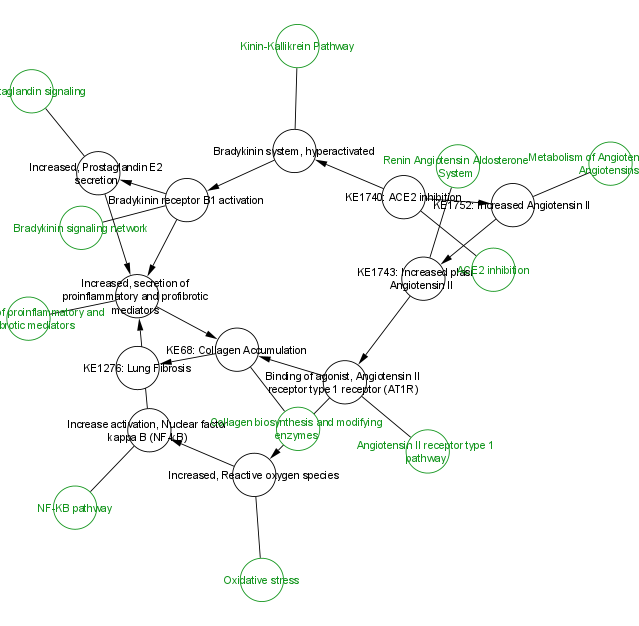 Kinin-Kallikrein Pathway
taglandin signaling
Bradykinin system, hyperactivated
Renin Angiotensin Aldosterone
System
Metabolism of Angioten
Angiotensins
Increased, Prostaglandin E2
secretion
Bradykinin receptor B1 activation
KE1740: ACE2 inhibition
KE1752: Increased Angiotensin II
Bradykinin signaling network
KE1743: Increased plas
Angiotensin II
ACE2 inhibition
Increased, secretion of
proinflammatory and profibrotic
mediators
of proinflammatory and
brotic mediators
KE68: Collagen Accumulation
KE1276: Lung Fibrosis
Binding of agonist, Angiotensin II
receptor type 1 receptor (AT1R)
Increase activation, Nuclear factor
kappa B (NF-kB)
Collagen biosynthesis and modifying
enzymes
Angiotensin II receptor type 1
pathway
Increased, Reactive oxygen species
NF-KB pathway
Oxidative stress